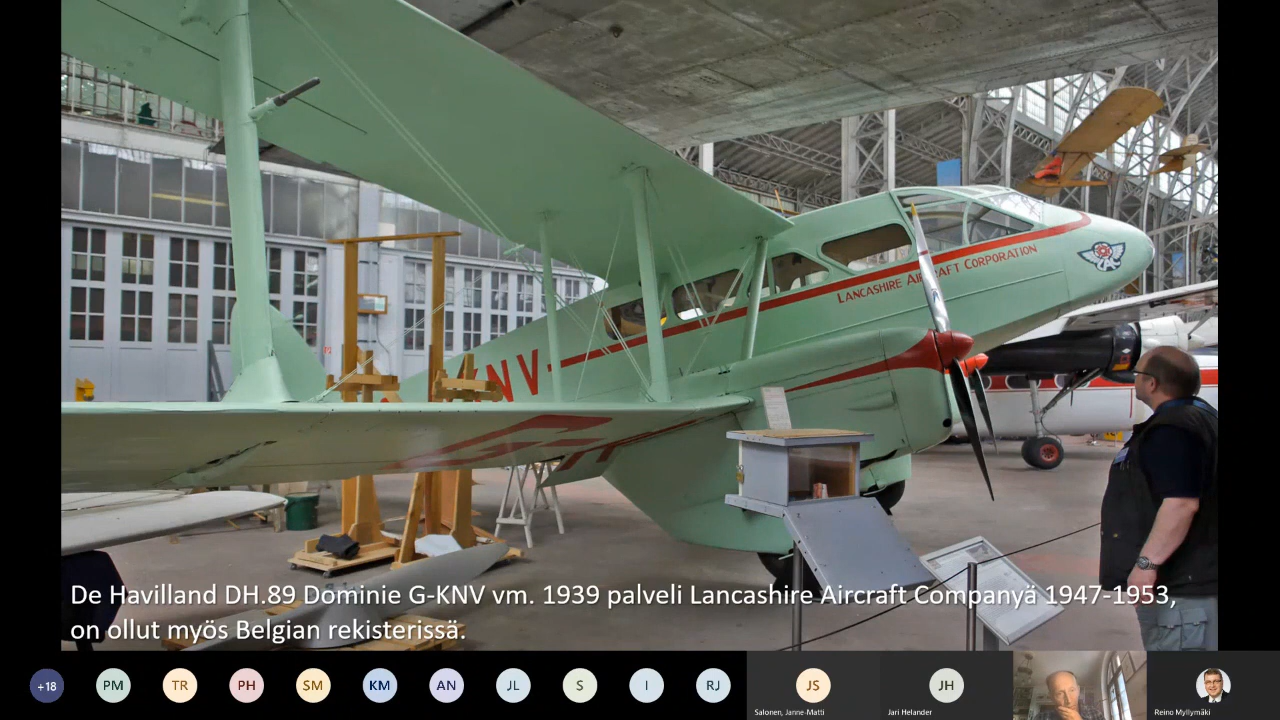 LANCASHIRE AIRCRAFT CORPORATION
KNV
De Havilland DH.89 Dominie G-KNV vm. 1939 palveli Lancashire Aircraft Companyä 1947-1953,
on ollut myös Belgian rekisterissä.
+18
PM
TR
PH
SM
KM
AN
JL
S
I
RJ
JS
JH
Salonen, Janne-Matti
Jari Helander
Reino Myllymäki